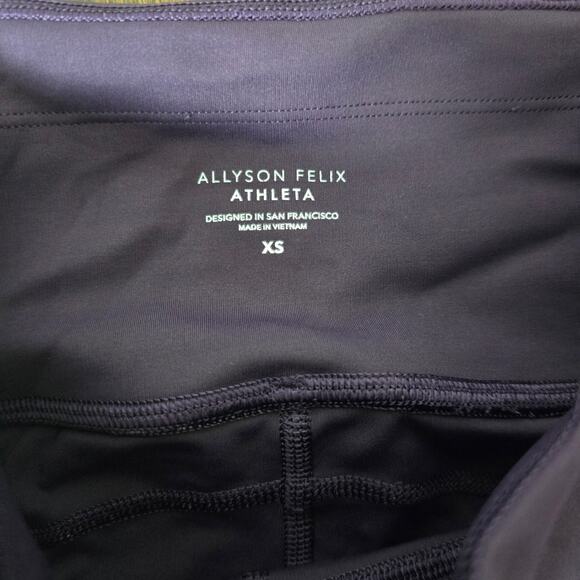 ALLYSON FELIX
ATHLETA
DESIGNED IN SAN FRANCISCO
MADE IN VIETNAM
XS